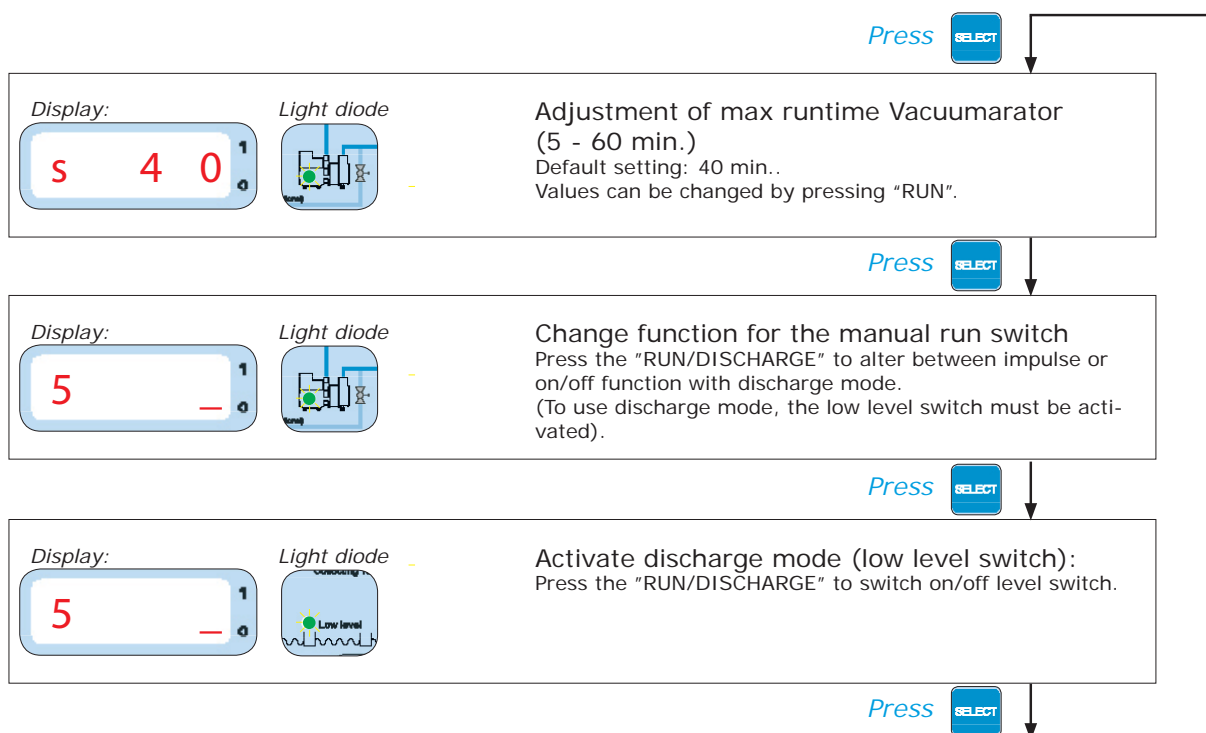 Press SELECT
Display:
Light diode
Adjustment of max runtime Vacuumarator
(5 - 60 min.)
s 4 0
1
0
Default setting: 40 min..
Values can be changed by pressing “RUN”.
Press SELECT
Display:
Light diode
Change function for the manual run switch
5 _
1
0
Press the ”RUN/DISCHARGE” to alter between impulse or
on/off function with discharge mode.
(To use discharge mode, the low level switch must be acti-
vated).
Press SELECT
Display:
Light diode
Activate discharge mode (low level switch):
5 _
1
0
Low level
Press the ”RUN/DISCHARGE” to switch on/off level switch.
Press SELECT